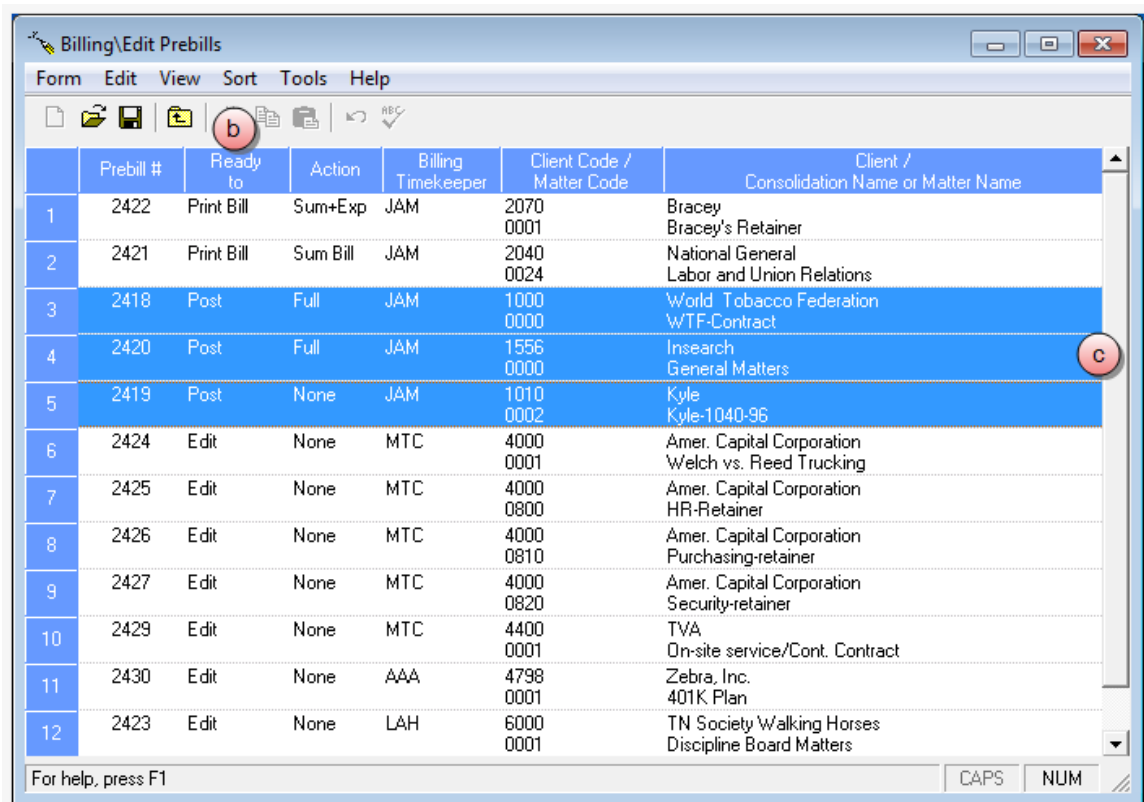 Billing\Edit Prebills
Form Edit View Sort Tools Help
ABC
b
Prebill # Ready to Action Billing Timekeeper Client Code / Matter Code Client / Consolidation Name or Matter Name
1 2422 Print Bill Sum+Exp JAM 2070 Bracey
0001 Bracey's Retainer
2 2421 Print Bill Sum Bill JAM 2040 National General
0024 Labor and Union Relations
3 2418 Post Full JAM 1000 World Tobacco Federation
0000 WTF-Contract
4 2420 Post Full JAM 1556 Insearch
0000 General Matters
c
5 2419 Post None JAM 1010 Kyle
0002 Kyle-1040-96
6 2424 Edit None MTC 4000 Amer. Capital Corporation
0001 Welch vs. Reed Trucking
7 2425 Edit None MTC 4000 Amer. Capital Corporation
0800 HR-Retainer
8 2426 Edit None MTC 4000 Amer. Capital Corporation
0810 Purchasing-retainer
9 2427 Edit None MTC 4000 Amer. Capital Corporation
0820 Security-retainer
10 2429 Edit None MTC 4400 TVA
0001 On-site service/Cont. Contract
11 2430 Edit None AAA 4798 Zebra, Inc.
0001 401K Plan
12 2423 Edit None LAH 6000 TN Society Walking Horses
0001 Discipline Board Matters
For help, press F1 CAPS NUM